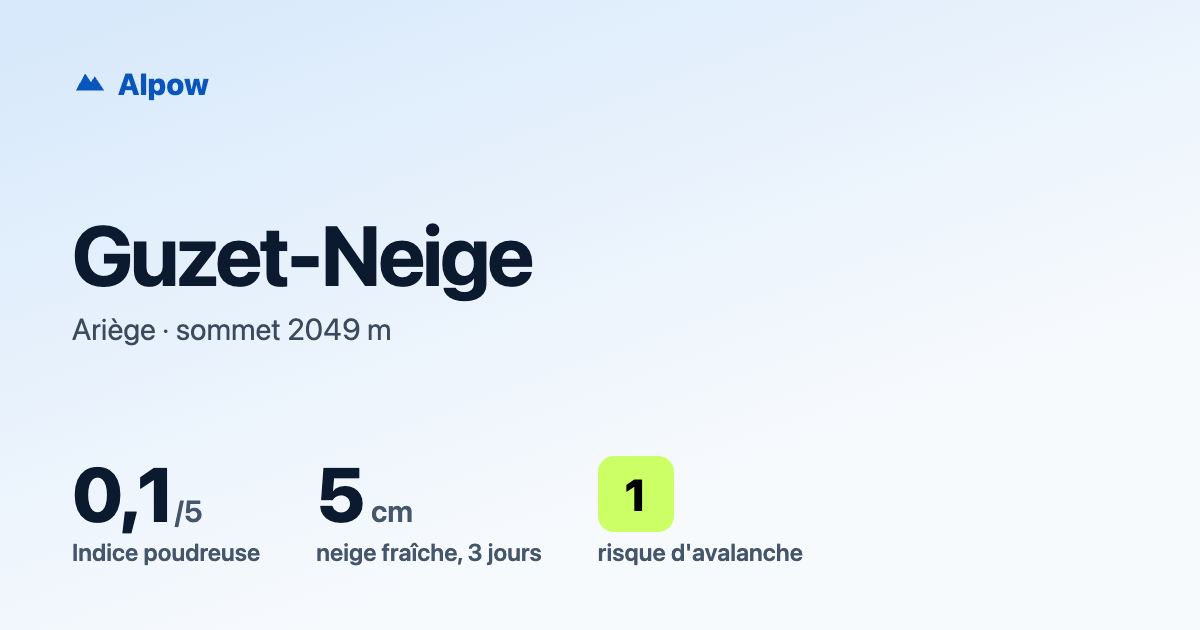 Alpow
Guzet-Neige
Ariège · sommet 2049 m
0,1/5
Indice poudreuse
5 cm
neige fraîche, 3 jours
1
risque d'avalanche